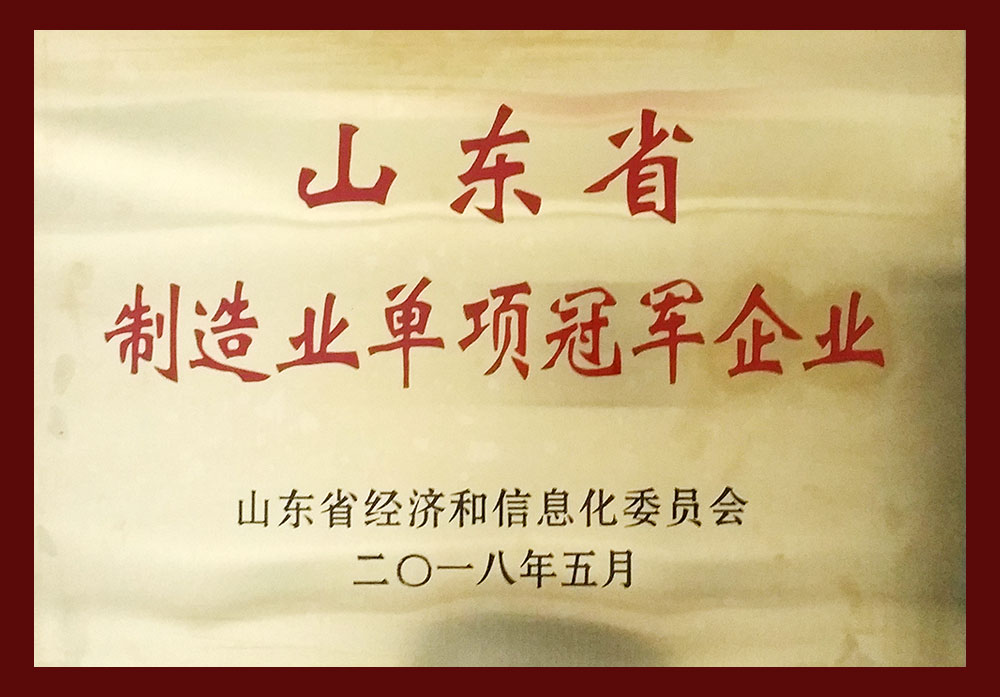 山东省
制造业单项冠军企业
山东省经济和信息化委员会
二〇一八年五月